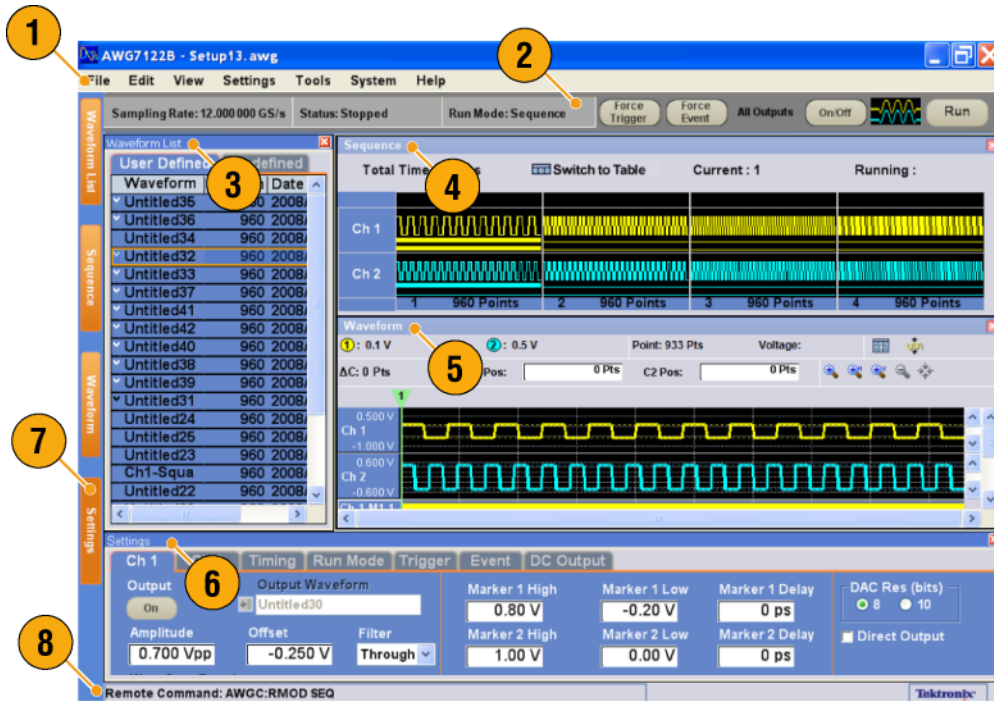 1
2
AWG7122B - Setup13.awg
File Edit View Settings Tools System Help
Sampling Rate: 12.000 000 GS/s Status: Stopped Run Mode: Sequence Force Trigger Force Event All Outputs On/Off Run
Waveform List
Sequence
Waveform
Settings
Waveform List
User Defined
3
Waveform Date
Untitled35 960 2008/
Untitled36 960 2008/
Untitled34 960 2008/
Untitled32 960 2008/
Untitled33 960 2008/
Untitled37 960 2008/
Untitled41 960 2008/
Untitled42 960 2008/
Untitled40 960 2008/
Untitled38 960 2008/
Untitled39 960 2008/
Untitled31 960 2008/
Untitled24 960 2008/
Untitled25 960 2008/
Untitled23 960 2008/
Ch1-Squa 960 2008/
Untitled22 960 2008/
Sequence
4
Total Time Switch to Table Current : 1 Running :
Ch 1
Ch 2
1 960 Points 2 960 Points 3 960 Points 4 960 Points
Waveform
5
1 : 0.1 V 2 : 0.5 V Point: 933 Pts Voltage:
ΔC: 0 Pts Pos: 0 Pts C2 Pos: 0 Pts
1
0.500 V
Ch 1
-1.000 V
0.600 V
Ch 2
-0.600 V
Ch 1 M1 1
7
Settings
6
Ch 1 Timing Run Mode Trigger Event DC Output
Output Output Waveform Marker 1 High Marker 1 Low Marker 1 Delay DAC Res (bits)
On Untitled30 0.80 V -0.20 V 0 ps 8 10
Amplitude Offset Filter Marker 2 High Marker 2 Low Marker 2 Delay Direct Output
0.700 Vpp -0.250 V Through 1.00 V 0.00 V 0 ps
8
Remote Command: AWGC:RMOD SEQ Tektronix